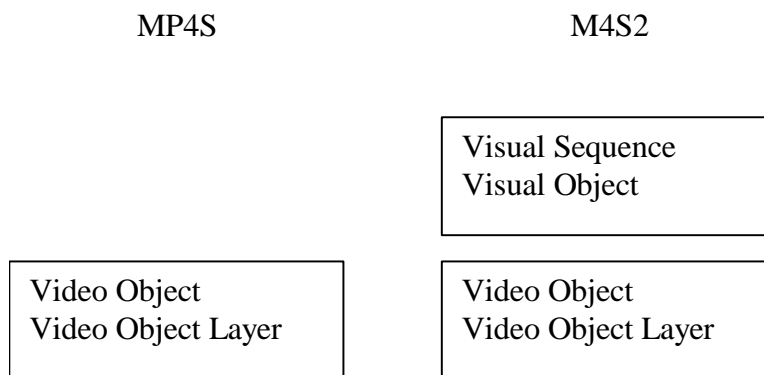 MP4S M4S2
Visual Sequence
Visual Object
Video Object Video Object
Video Object Layer Video Object Layer